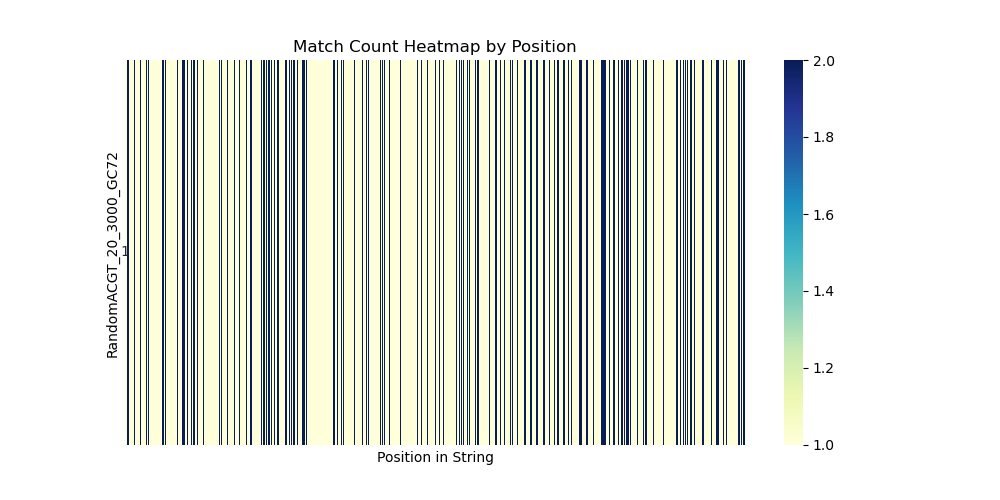 Match Count Heatmap by Position
RandomACGT_20_3000_GC72
1
Position in String
2.0
1.8
1.6
1.4
1.2
1.0